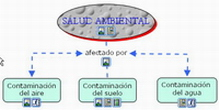 SALUD AMBIENTAL
afectado por
Contaminación
del aire
Contaminación
del suelo
Contaminación
del agua